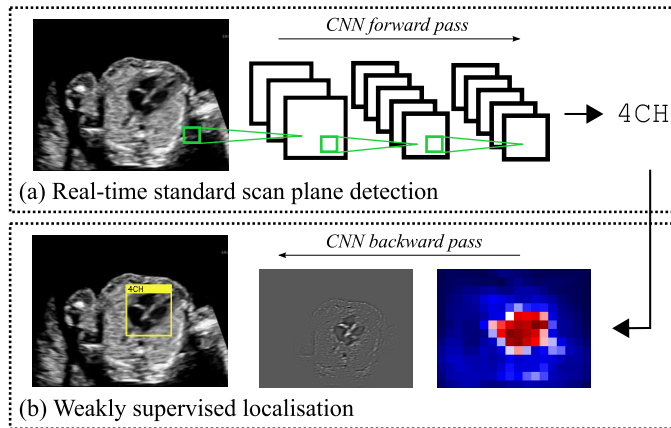 CNN forward pass
4CH
(a) Real-time standard scan plane detection
CNN backward pass
4CH
(b) Weakly supervised localisation